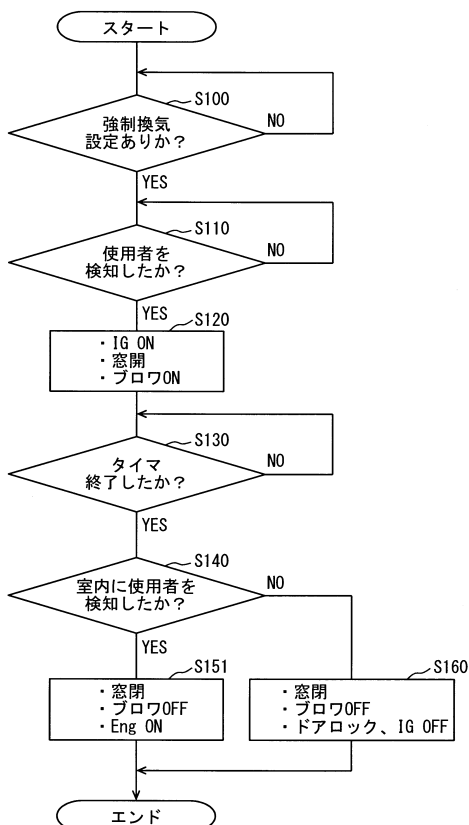 スタート
S100
強制換気
設定ありか？
NO
YES
S110
使用者を
検知したか？
NO
YES
S120
・IG ON
・窓開
・ブロワON
S130
タイマ
終了したか？
NO
YES
S140
室内に使用者を
検知したか？
NO
YES
S151
・窓閉
・ブロワOFF
・Eng ON
S160
・窓閉
・ブロワOFF
・ドアロック、IG OFF
エンド